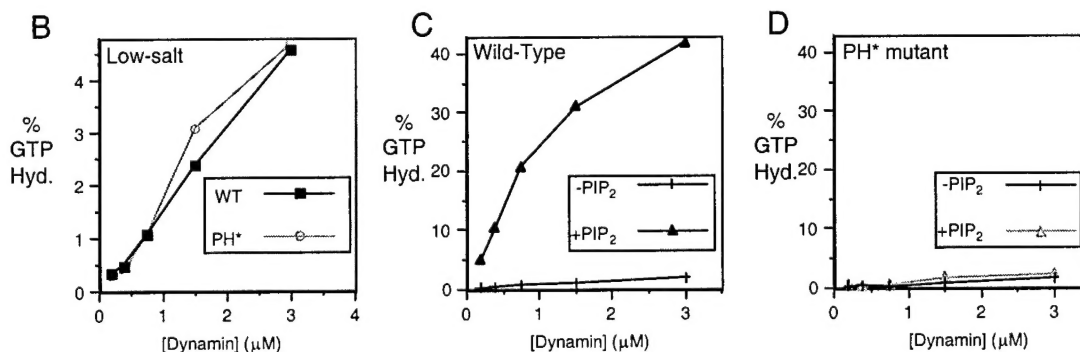 B
Low-salt
%
GTP
Hyd.
5
4
3
2
1
0
WT
PH*
0 1 2 3 4
[Dynamin] (μM)
C
Wild-Type
%
GTP
Hyd.
40
30
20
10
0
-PIP2
+PIP2
0 1 2 3
[Dynamin] (μM)
D
PH* mutant
%
GTP
Hyd.
40
30
20
10
0
-PIP2
+PIP2
0 1 2 3
[Dynamin] (μM)